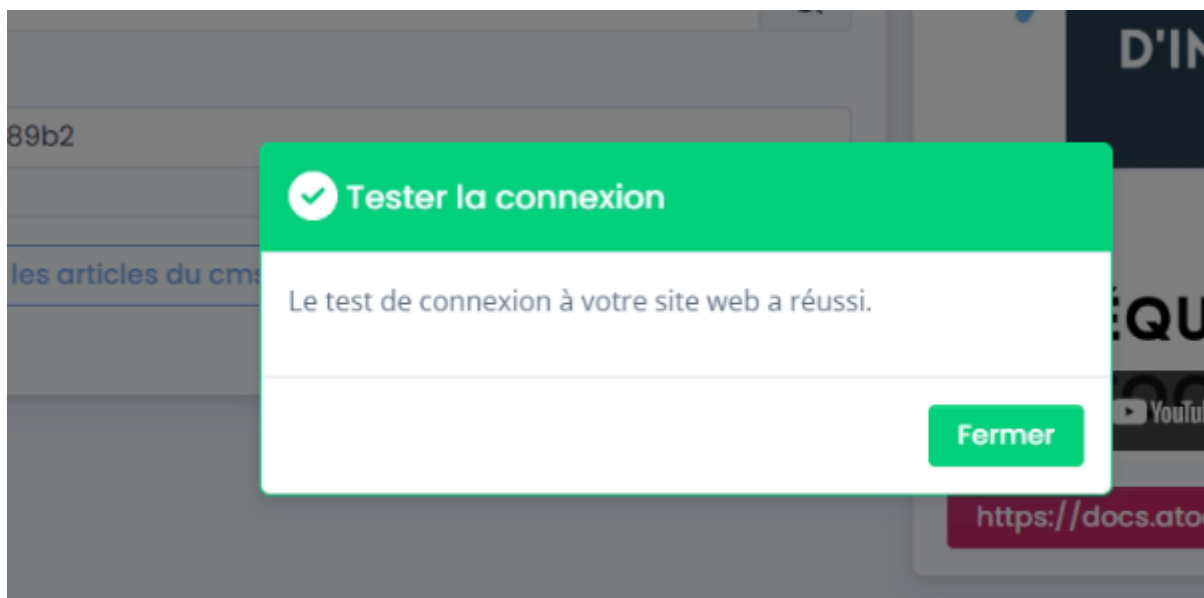 D'IN
89b2
Tester la connexion
les articles du cms
Le test de connexion à votre site web a réussi.
ÉQU
YouTu
Fermer
https://docs.ato